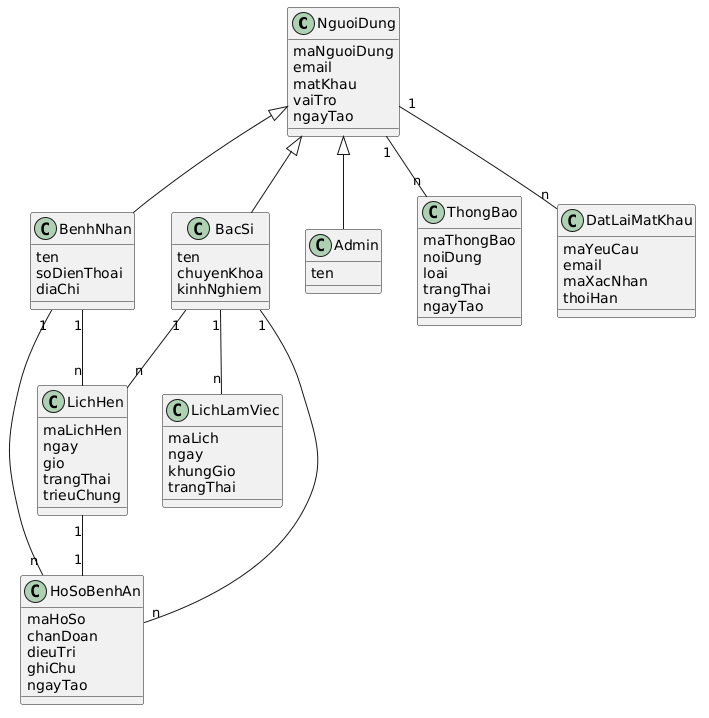 C NguoiDung
maNguoiDung
email
matKhau
vaiTro
ngayTao
1
1
n
n
C BenhNhan
ten
soDienThoai
diaChi
C BacSi
ten
chuyenKhoa
kinhNghiem
C Admin
ten
C ThongBao
maThongBao
noiDung
loai
trangThai
ngayTao
C DatLaiMatKhau
maYeuCau
email
maXacNhan
thoiHan
1
1
1
1
1
n
n
n
C LichHen
maLichHen
ngay
gio
trangThai
trieuChung
C LichLamViec
maLich
ngay
khungGio
trangThai
1
1
n
n
C HoSoBenhAn
maHoSo
chanDoan
dieuTri
ghiChu
ngayTao